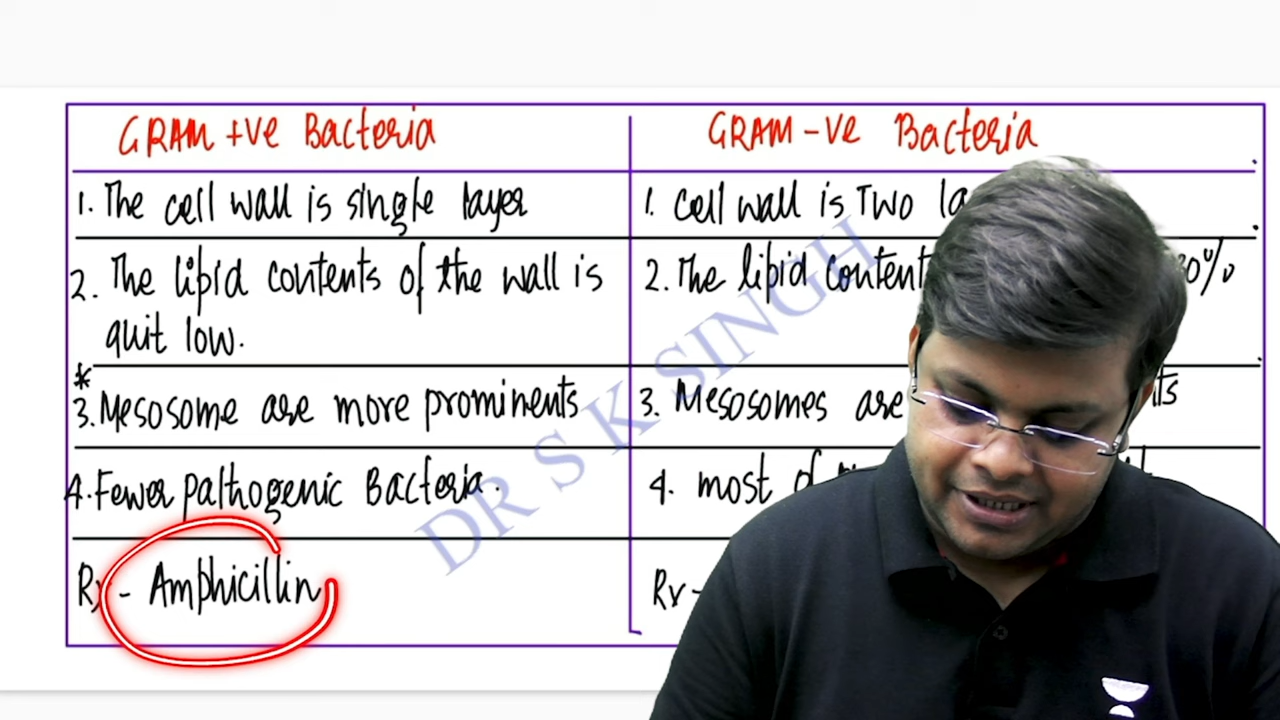 GRAM +ve Bacteria
GRAM -ve Bacteria
1. The cell wall is single layer
1. Cell wall is Two
2. The lipid contents of the wall is
quit low.
2. The lipid content
*
3. Mesosome are more prominents
3. Mesosomes are
4. Fewer pathogenic Bacteria.
4. most of
Rx - Amphicillin
Rx -
DR S K SINGH